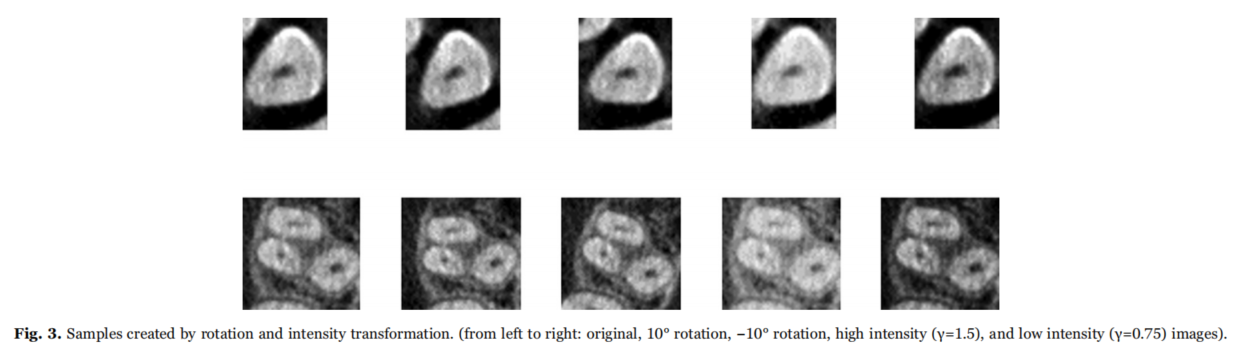 Fig. 3. Samples created by rotation and intensity transformation. (from left to right: original, 10° rotation, −10° rotation, high intensity (γ=1.5), and low intensity (γ=0.75) images).